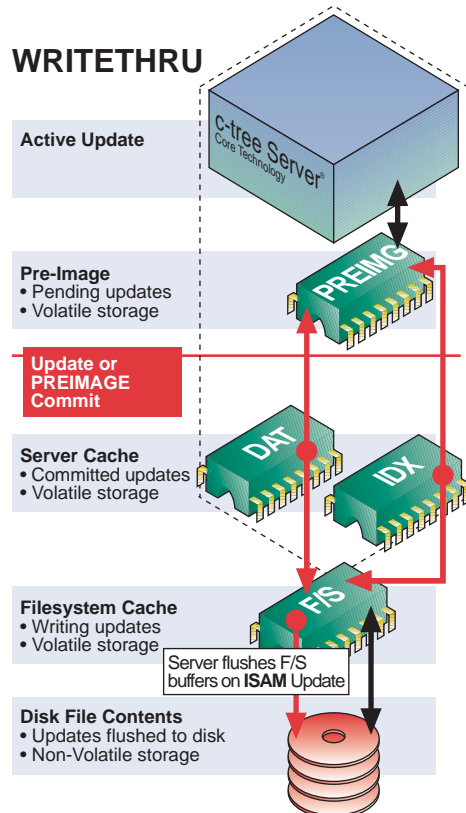 WRITETHRU
c-tree Server®
Core Technology
Active Update
PREIMG
Pre-Image
• Pending updates
• Volatile storage
Update or
PREIMAGE
Commit
DAT
IDX
Server Cache
• Committed updates
• Volatile storage
F/S
Filesystem Cache
• Writing updates
• Volatile storage
Server flushes F/S
buffers on ISAM Update
Disk File Contents
• Updates flushed to disk
• Non-Volatile storage